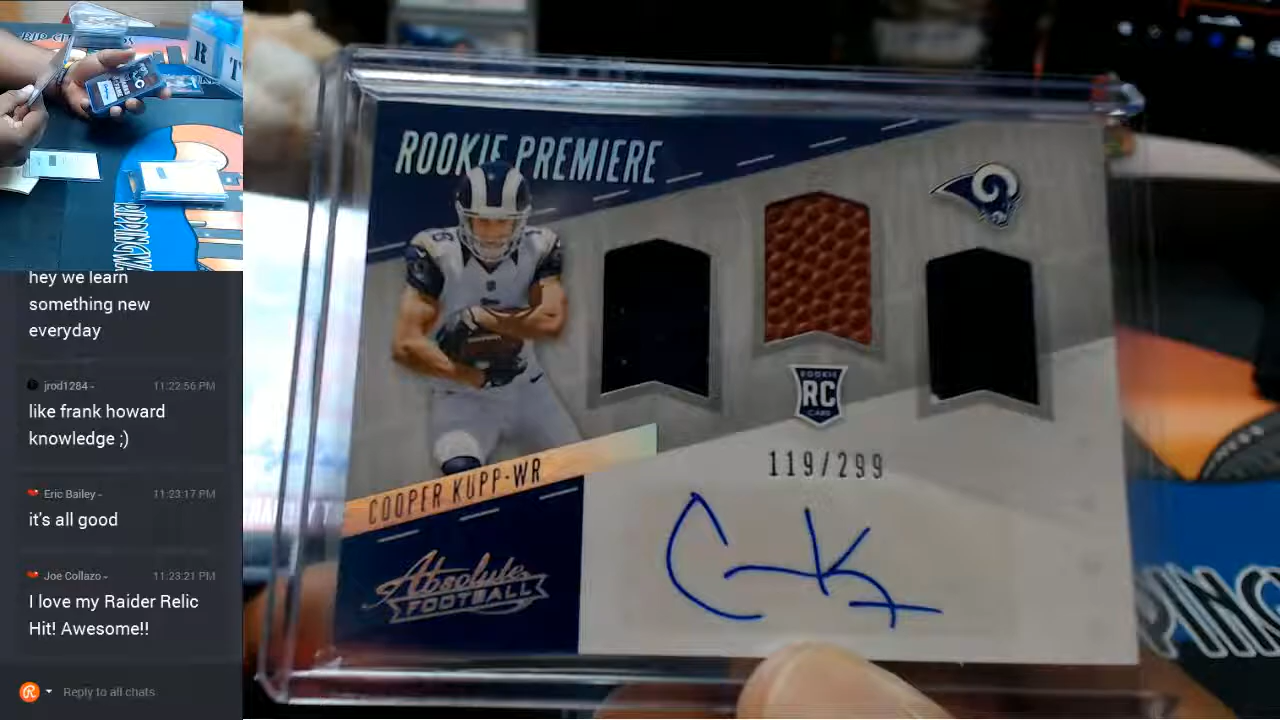 R T
hey we learn
something new
everyday
jrod1284 - 11:22:56 PM
like frank howard
knowledge ;)
Eric Bailey - 11:23:17 PM
it's all good
Joe Collazo - 11:23:21 PM
I love my Raider Relic
Hit! Awesome!!
Reply to all chats
ROOKIE PREMIERE
ROOKIE
RC
CARD
119/299
COOPER KUPP-WR
Absolute
FOOTBALL